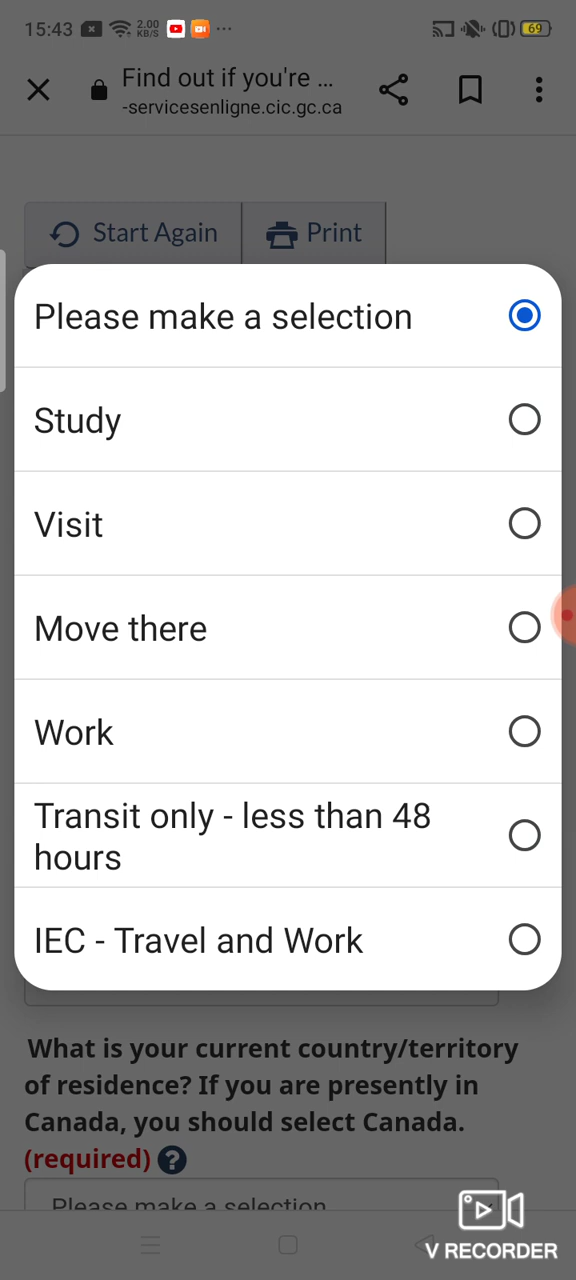 15:43
2.00
KB/S
69
Find out if you're ...
-servicesenligne.cic.gc.ca
Start Again
Print
Please make a selection
Study
Visit
Move there
Work
Transit only - less than 48
hours
IEC - Travel and Work
What is your current country/territory
of residence? If you are presently in
Canada, you should select Canada.
(required) ?
Please make a selection
V RECORDER